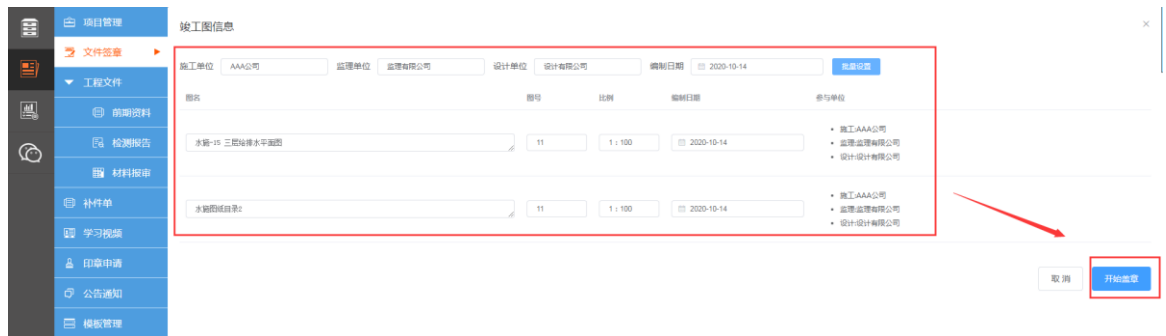 项目管理
文件签章
工程文件
前期资料
检测报告
材料报审
补件单
学习视频
印章申请
公告通知
模板管理
竣工图信息
施工单位 AAA公司 监理单位 监理有限公司 设计单位 设计有限公司 编制日期 2020-10-14 批量设置
图名 图号 比例 编制日期 参与单位
水施-15 三层给排水平面图 11 1：100 2020-10-14
施工:AAA公司
监理:监理有限公司
设计:设计有限公司
水施图纸目录2 11 1：100 2020-10-14
施工:AAA公司
监理:监理有限公司
设计:设计有限公司
取消 开始盖章